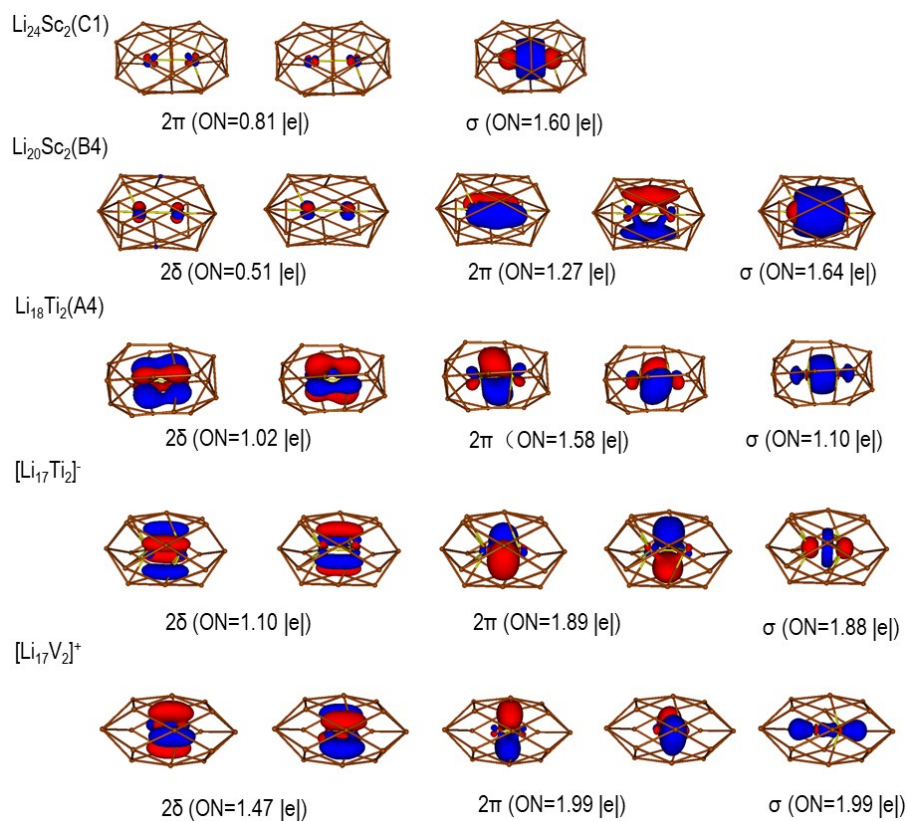 Li₂₄Sc₂(C1)
2π (ON=0.81 |e|) σ (ON=1.60 |e|)
Li₂₀Sc₂(B4)
2δ (ON=0.51 |e|) 2π (ON=1.27 |e|) σ (ON=1.64 |e|)
Li₁₈Ti₂(A4)
2δ (ON=1.02 |e|) 2π （ON=1.58 |e|) σ (ON=1.10 |e|)
[Li₁₇Ti₂]⁻
2δ (ON=1.10 |e|) 2π (ON=1.89 |e|) σ (ON=1.88 |e|)
[Li₁₇V₂]⁺
2δ (ON=1.47 |e|) 2π (ON=1.99 |e|) σ (ON=1.99 |e|)